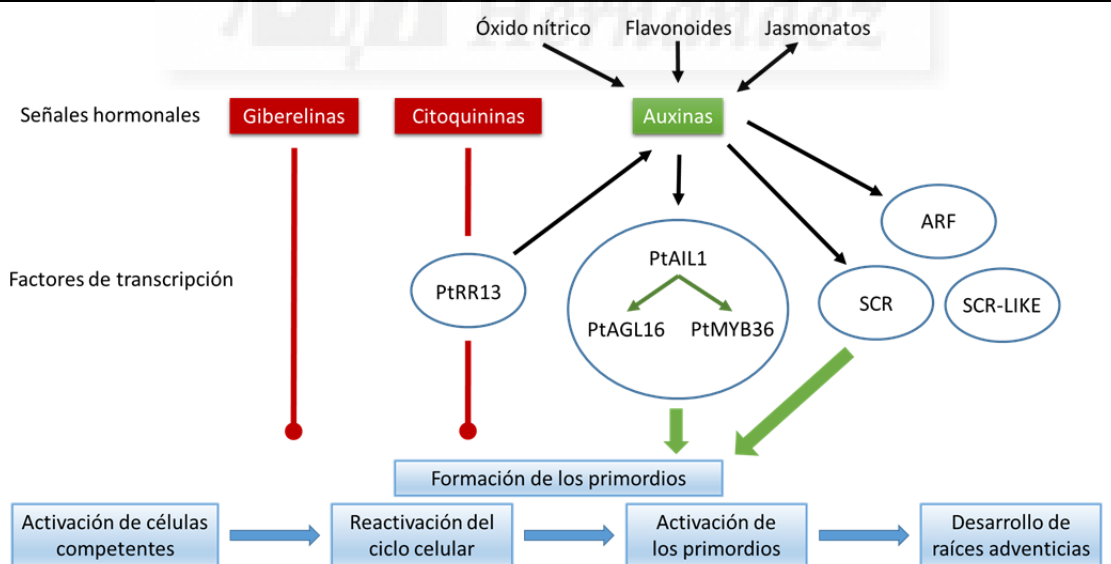 Hernández
Óxido nítrico Flavonoides Jasmonatos
Señales hormonales Giberelinas Citoquininas Auxinas
ARF
PtAIL1
Factores de transcripción PtRR13 SCR SCR-LIKE
PtAGL16 PtMYB36
Formación de los primordios
Activación de células
competentes
Reactivación del
ciclo celular
Activación de
los primordios
Desarrollo de
raíces adventicias